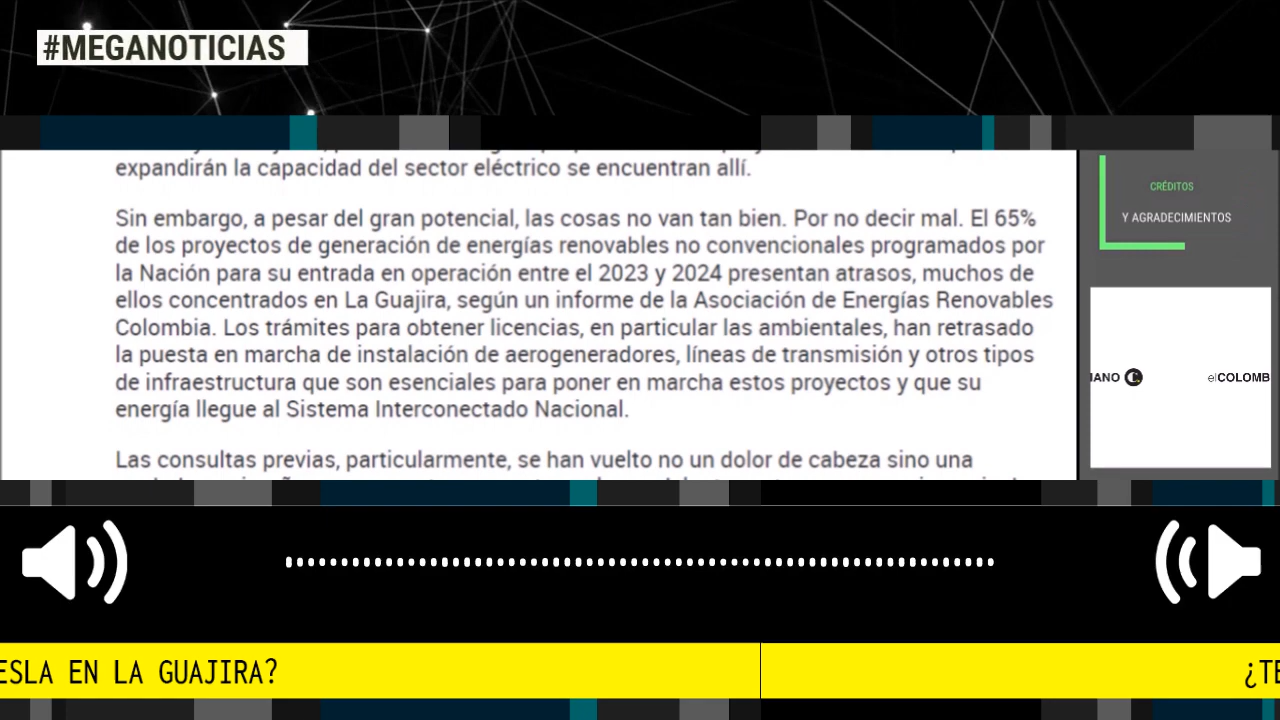 #MEGANOTICIAS
expandirán la capacidad del sector eléctrico se encuentran allí.
Sin embargo, a pesar del gran potencial, las cosas no van tan bien. Por no decir mal. El 65%
de los proyectos de generación de energías renovables no convencionales programados por
la Nación para su entrada en operación entre el 2023 y 2024 presentan atrasos, muchos de
ellos concentrados en La Guajira, según un informe de la Asociación de Energías Renovables
Colombia. Los trámites para obtener licencias, en particular las ambientales, han retrasado
la puesta en marcha de instalación de aerogeneradores, líneas de transmisión y otros tipos
de infraestructura que son esenciales para poner en marcha estos proyectos y que su
energía llegue al Sistema Interconectado Nacional.
Las consultas previas, particularmente, se han vuelto no un dolor de cabeza sino una
CRÉDITOS
Y AGRADECIMIENTOS
IANO C elCOLOMB
ESLA EN LA GUAJIRA? ¿TE